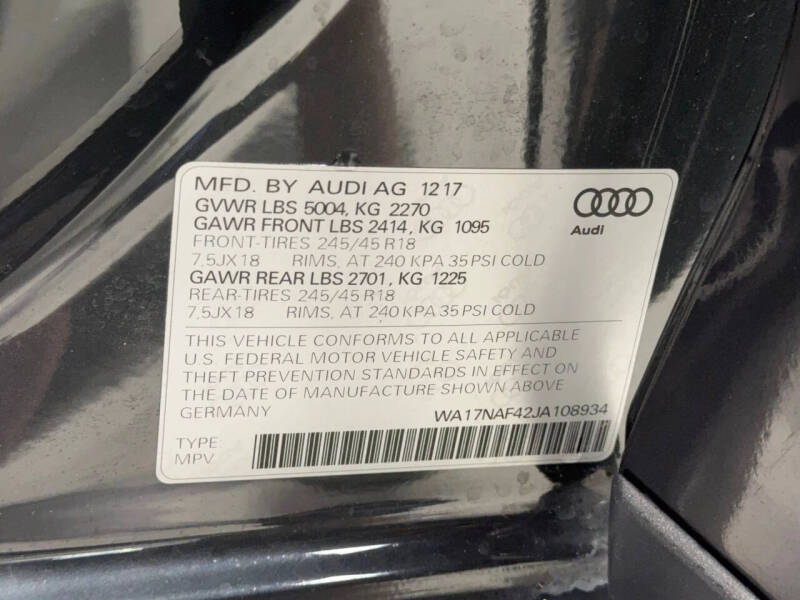 MFD. BY AUDI AG 12 17
GVWR LBS 5004, KG 2270
GAWR FRONT LBS 2414, KG 1095
FRONT-TIRES 245/45 R18
7,5JX18 RIMS, AT 240 KPA 35 PSI COLD
GAWR REAR LBS 2701, KG 1225
REAR-TIRES 245/45 R18
7,5JX18 RIMS, AT 240 KPA 35 PSI COLD
Audi
THIS VEHICLE CONFORMS TO ALL APPLICABLE
U.S. FEDERAL MOTOR VEHICLE SAFETY AND
THEFT PREVENTION STANDARDS IN EFFECT ON
THE DATE OF MANUFACTURE SHOWN ABOVE
GERMANY WA17NAF42JA108934
TYPE
MPV